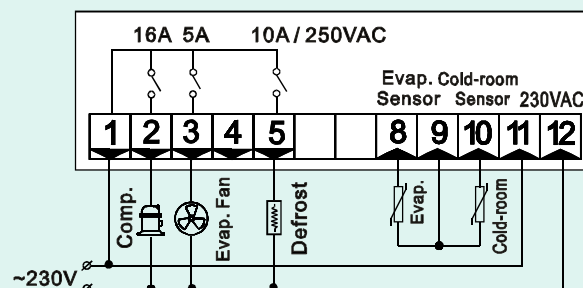 16A 5A 10A / 250VAC
Evap. Cold-room
Sensor Sensor 230VAC
1 2 3 4 5 8 9 10 11 12
Comp.
Evap. Fan
Defrost
Evap.
Cold-room
~230V